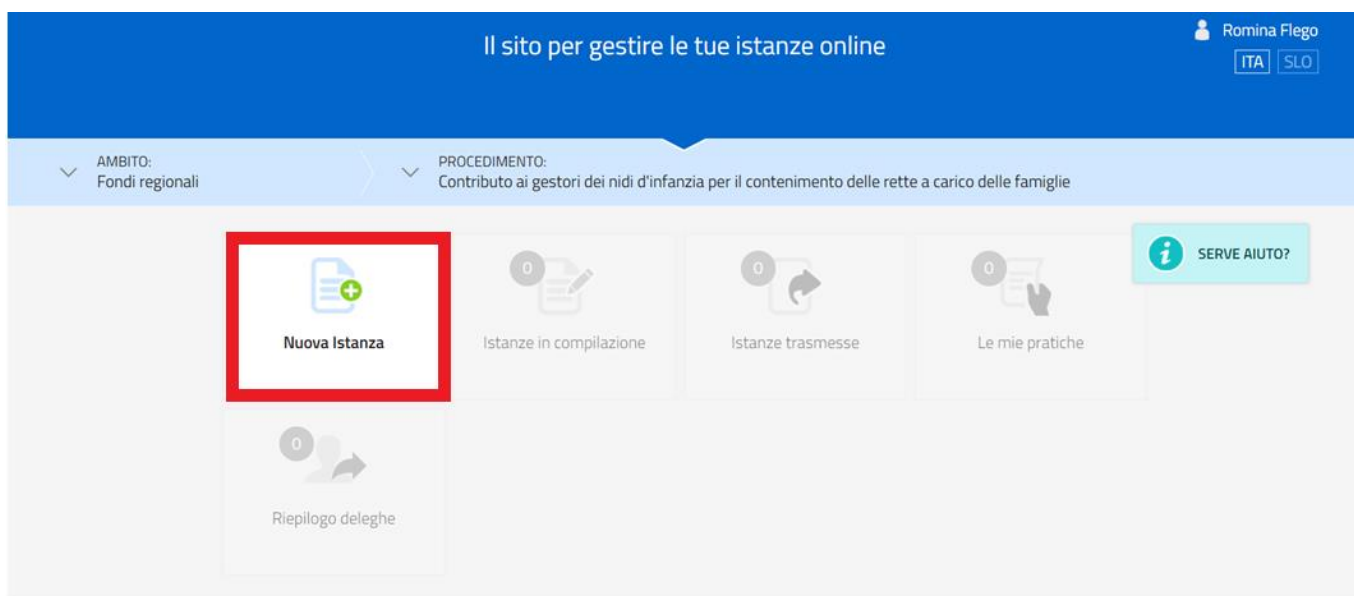 Il sito per gestire le tue istanze online
Romina Flego
ITA SLO
AMBITO:
Fondi regionali
PROCEDIMENTO:
Contributo ai gestori dei nidi d'infanzia per il contenimento delle rette a carico delle famiglie
i SERVE AIUTO?
Nuova Istanza
0
Istanze in compilazione
0
Istanze trasmesse
0
Le mie pratiche
0
Riepilogo deleghe